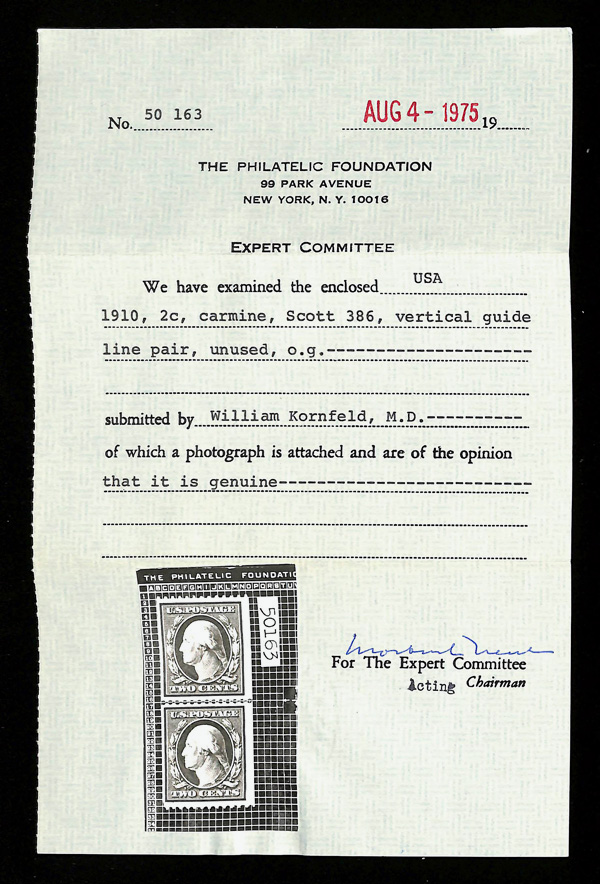 No. 50 163
AUG 4 - 1975 19
THE PHILATELIC FOUNDATION
99 PARK AVENUE
NEW YORK, N. Y. 10016
EXPERT COMMITTEE
We have examined the enclosed USA
1910, 2c, carmine, Scott 386, vertical guide
line pair, unused, o.g.
submitted by William Kornfeld, M.D.
of which a photograph is attached and are of the opinion
that it is genuine
THE PHILATELIC FOUNDATIO
ABCDEFGHIJKLMNOPQRSTU
50163
U.S. POSTAGE
TWO CENTS
U.S. POSTAGE
TWO CENTS
For The Expert Committee
Acting Chairman